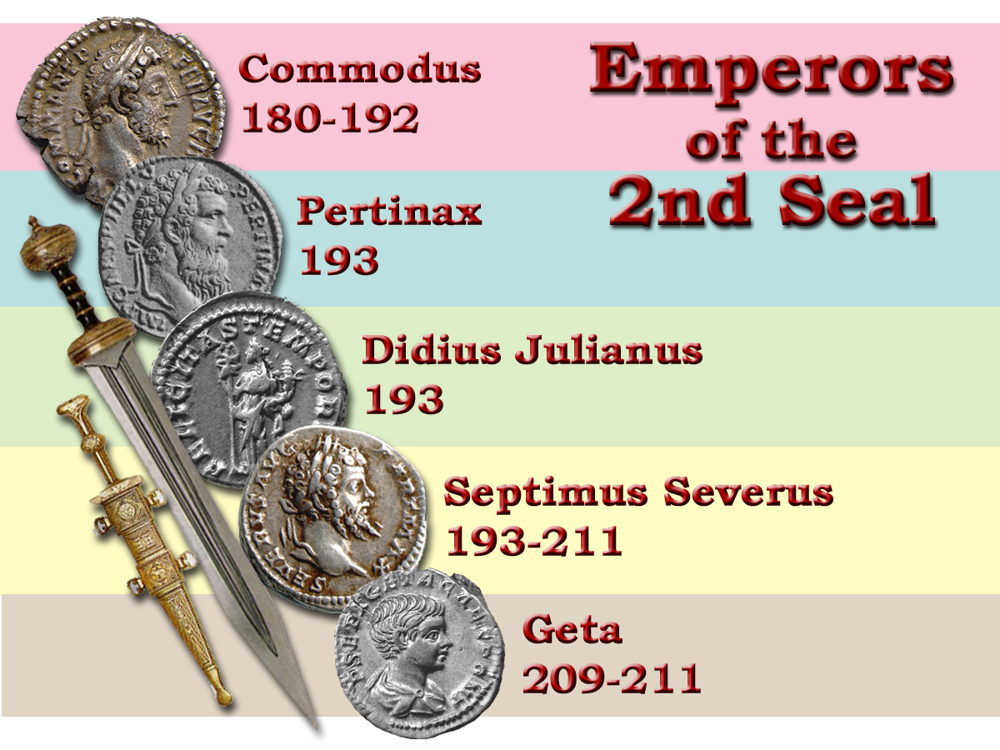 Emperors
of the
2nd Seal
Commodus
180-192
Pertinax
193
Didius Julianus
193
Septimus Severus
193-211
Geta
209-211